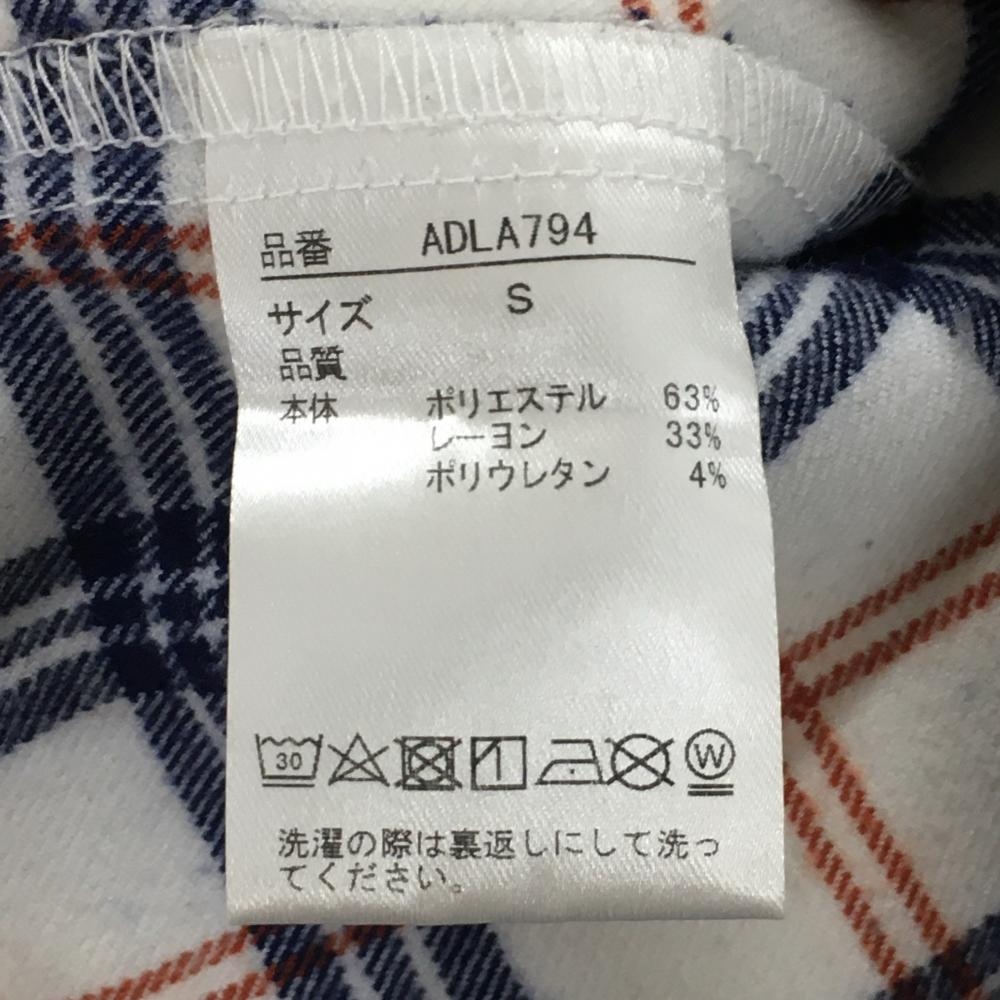 品番 ADLA794
サイズ S
品質
本体 ポリエステル 63%
レーヨン 33%
ポリウレタン 4%
30 W
洗濯の際は裏返しにして洗っ
てください。